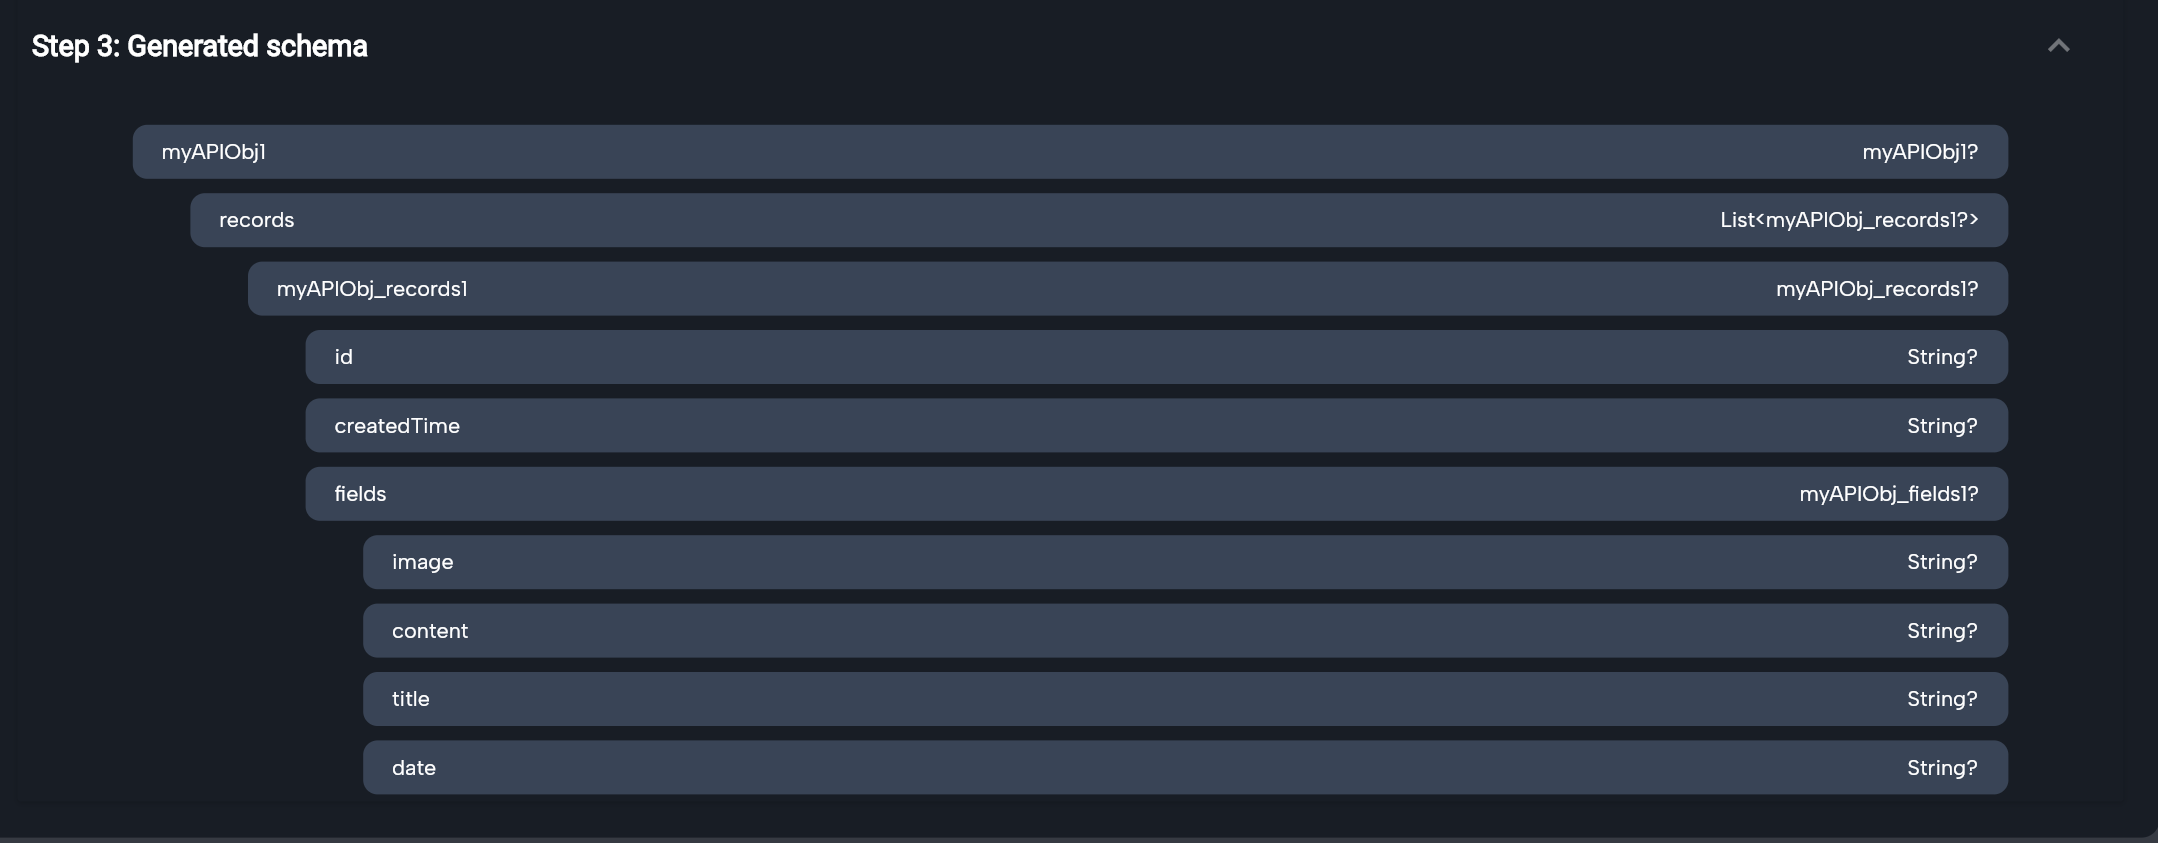 Step 3: Generated schema
myAPIObj1 myAPIObj1?
records List<myAPIObj_records1?>
myAPIObj_records1 myAPIObj_records1?
id String?
createdTime String?
fields myAPIObj_fields1?
image String?
content String?
title String?
date String?